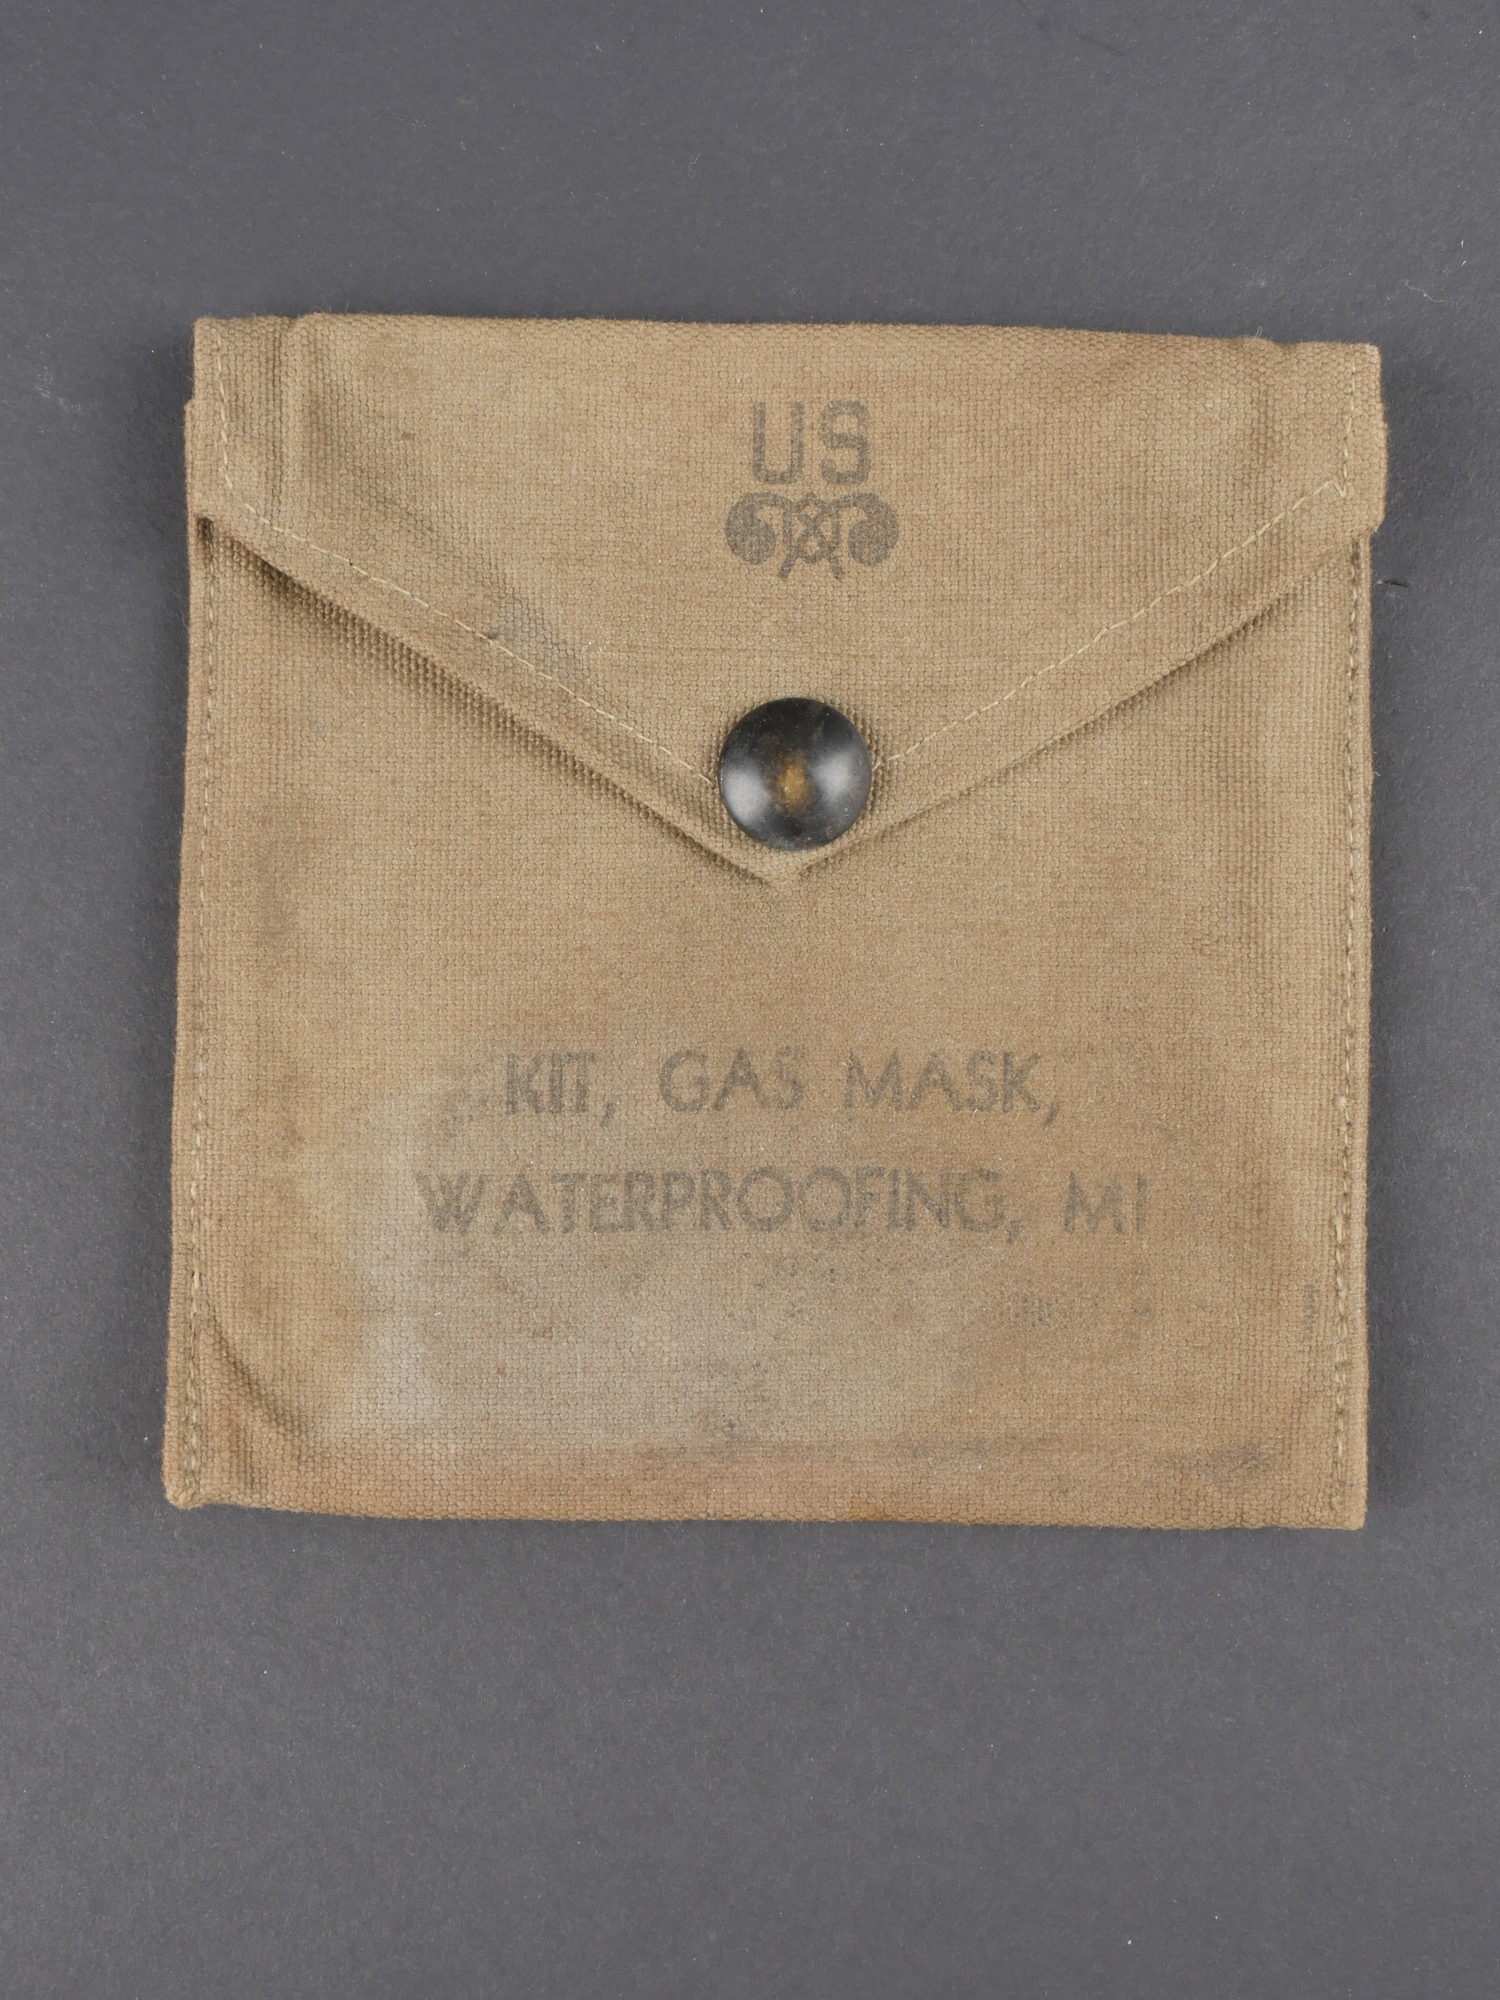 US
KIT, GAS MASK,
WATERPROOFING, M1